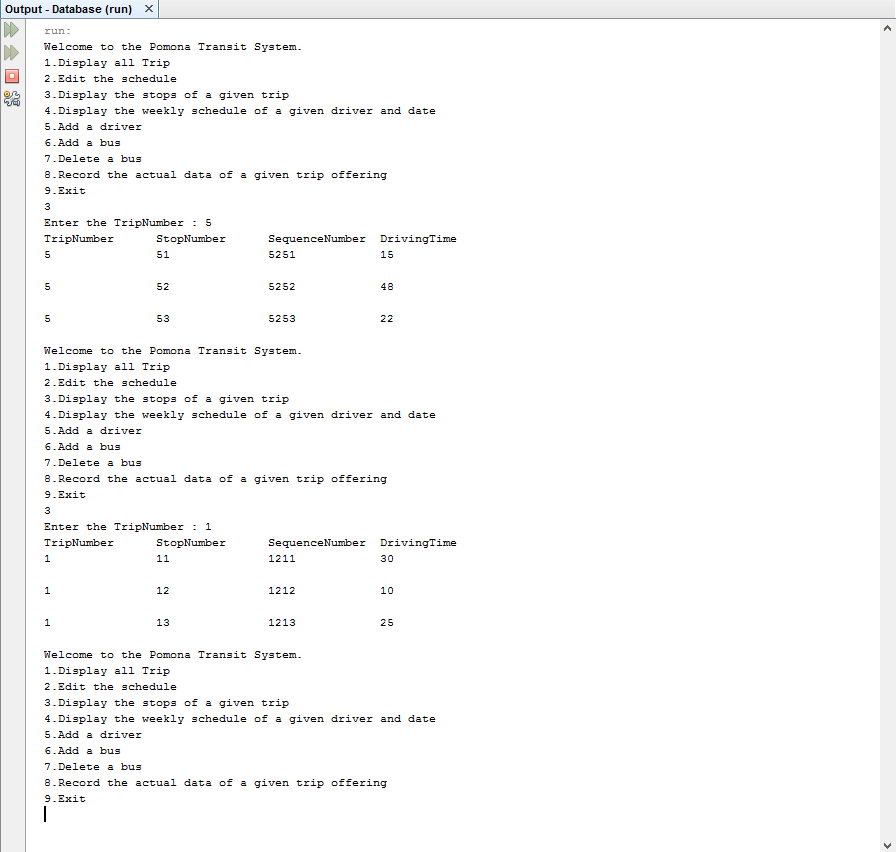 Output - Database (run)
run:
Welcome to the Pomona Transit System.
1.Display all Trip
2.Edit the schedule
3.Display the stops of a given trip
4.Display the weekly schedule of a given driver and date
5.Add a driver
6.Add a bus
7.Delete a bus
8.Record the actual data of a given trip offering
9.Exit
3
Enter the TripNumber : 5
TripNumber StopNumber SequenceNumber DrivingTime
5 51 5251 15
5 52 5252 48
5 53 5253 22
Welcome to the Pomona Transit System.
1.Display all Trip
2.Edit the schedule
3.Display the stops of a given trip
4.Display the weekly schedule of a given driver and date
5.Add a driver
6.Add a bus
7.Delete a bus
8.Record the actual data of a given trip offering
9.Exit
3
Enter the TripNumber : 1
TripNumber StopNumber SequenceNumber DrivingTime
1 11 1211 30
1 12 1212 10
1 13 1213 25
Welcome to the Pomona Transit System.
1.Display all Trip
2.Edit the schedule
3.Display the stops of a given trip
4.Display the weekly schedule of a given driver and date
5.Add a driver
6.Add a bus
7.Delete a bus
8.Record the actual data of a given trip offering
9.Exit